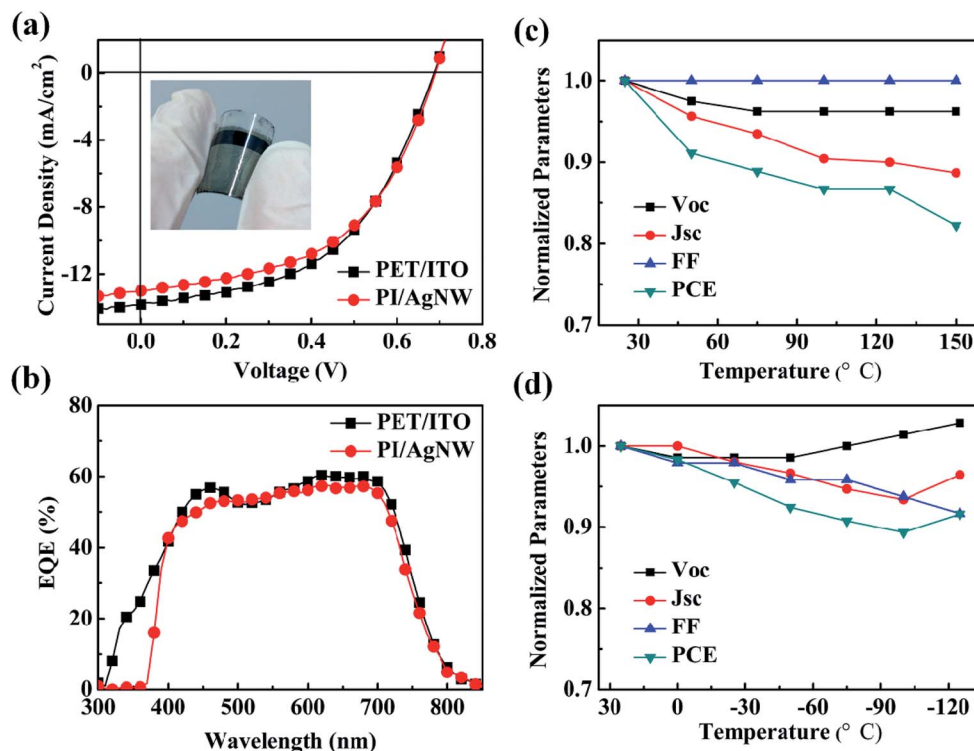 (a)
0
-4
-8
-12
Current Density (mA/cm²)
PET/ITO
PI/AgNW
0.0 0.2 0.4 0.6 0.8
Voltage (V)
(b)
80
60
40
20
0
EQE (%)
PET/ITO
PI/AgNW
300 400 500 600 700 800
Wavelength (nm)
(c)
1.0
0.9
0.8
0.7
Normalized Parameters
Voc
Jsc
FF
PCE
30 60 90 120 150
Temperature (° C)
(d)
1.0
0.9
0.8
0.7
Normalized Parameters
Voc
Jsc
FF
PCE
30 0 -30 -60 -90 -120
Temperature (° C)